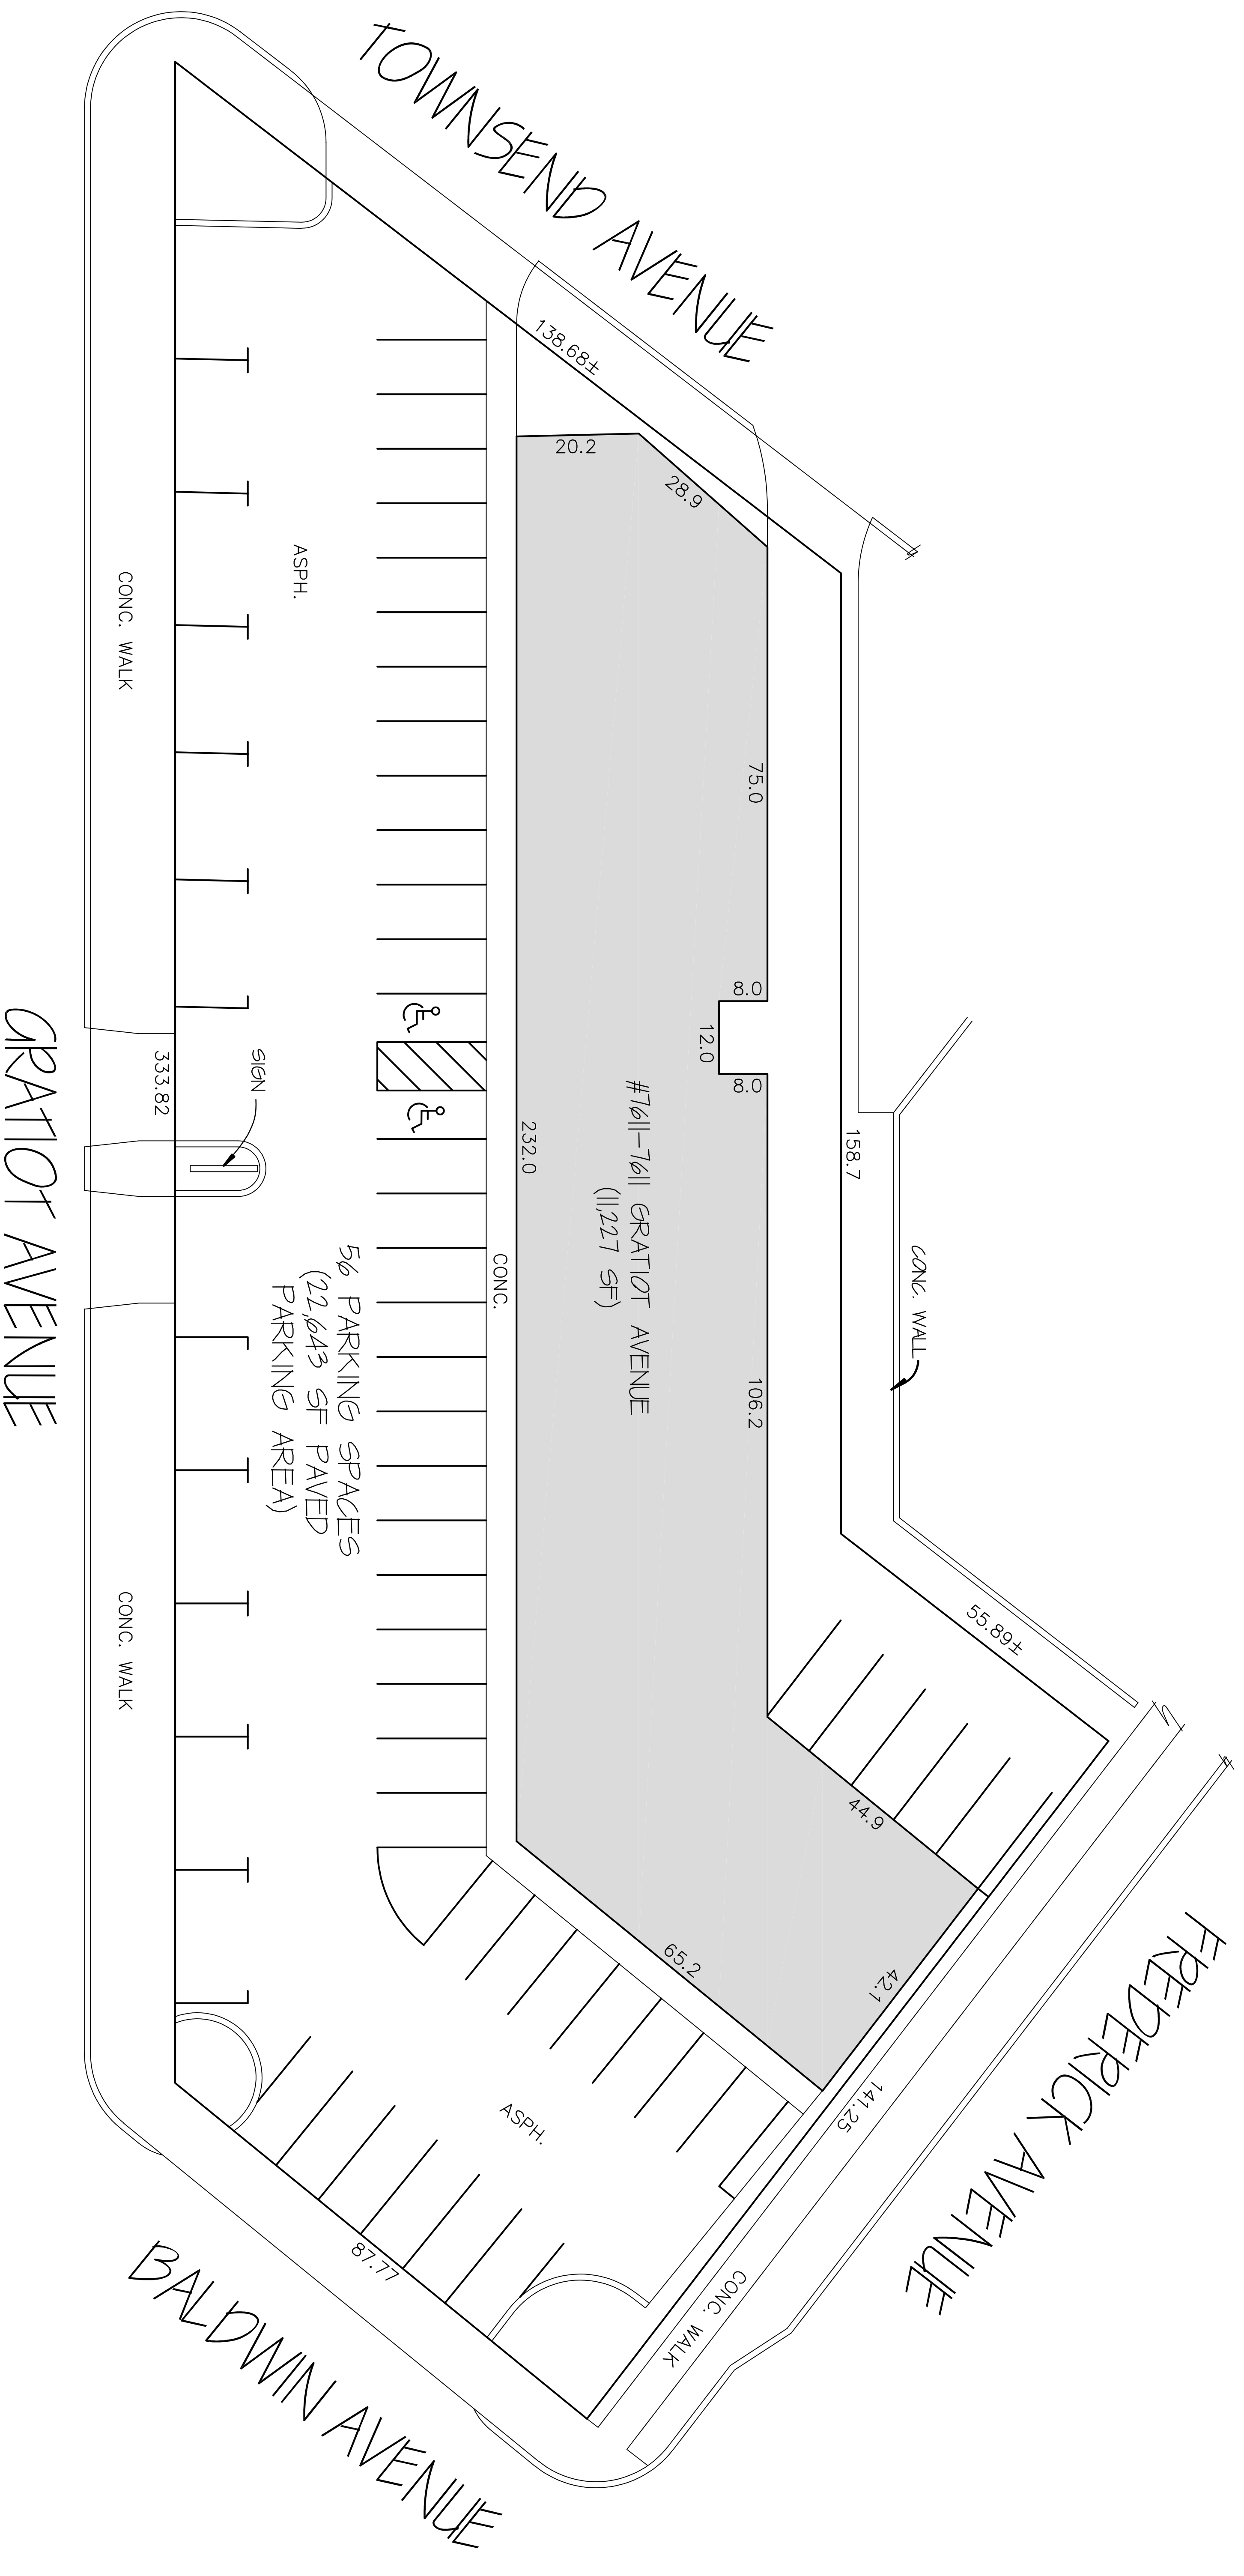 TOWNSEND AVENUE
138.68±
20.2
28.9
ASPH.
CONC. WALK
75.0
8.0
12.0
8.0
SIGN
333.82
232.0
158.7
#7611-7611 GRATIOT AVENUE
(11,227 SF)
CONC. WALL
CONC.
106.2
56 PARKING SPACES
(22,643 SF PAVED
PARKING AREA)
GRATIOT AVENUE
CONC. WALK
55.89±
44.9
65.2
42.1
141.25
FREDERICK AVENUE
ASPH.
87.77
CONC. WALK
BALDWIN AVENUE